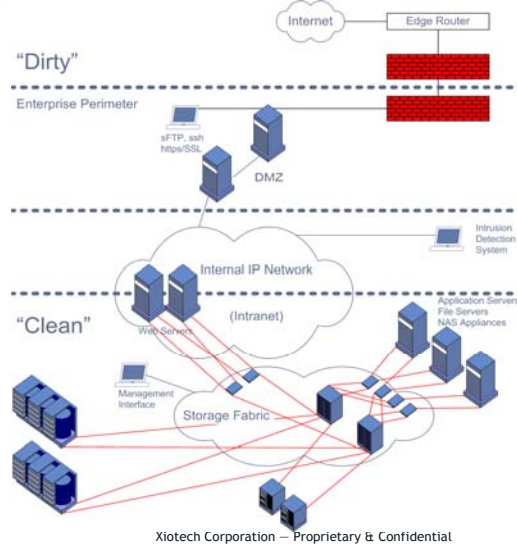 Internet
Edge Router
“Dirty”
Enterprise Perimeter
sFTP, ssh
https/SSL
DMZ
Intrusion
Detection
System
Internal IP Network
(Intranet)
Web Servers
“Clean”
Application Servers
File Servers
NAS Appliances
Management
Interface
Storage Fabric
Xiotech Corporation — Proprietary & Confidential